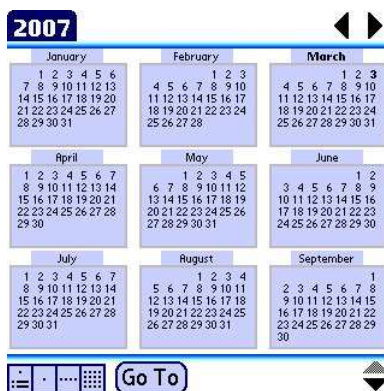 2007
January February March
1 2 3 4 5 6 1 2 3 1 2 3
7 8 9 10 11 12 13 4 5 6 7 8 9 10 4 5 6 7 8 9 10
14 15 16 17 18 19 20 11 12 13 14 15 16 17 11 12 13 14 15 16 17
21 22 23 24 25 26 27 18 19 20 21 22 23 24 18 19 20 21 22 23 24
28 29 30 31 25 26 27 28 25 26 27 28 29 30 31
April May June
1 2 3 4 5 6 7 1 2 3 4 5 1 2
8 9 10 11 12 13 14 6 7 8 9 10 11 12 3 4 5 6 7 8 9
15 16 17 18 19 20 21 13 14 15 16 17 18 19 10 11 12 13 14 15 16
22 23 24 25 26 27 28 20 21 22 23 24 25 26 17 18 19 20 21 22 23
29 30 27 28 29 30 31 24 25 26 27 28 29 30
July August September
1 2 3 4 5 6 7 1 2 3 4 1
8 9 10 11 12 13 14 5 6 7 8 9 10 11 2 3 4 5 6 7 8
15 16 17 18 19 20 21 12 13 14 15 16 17 18 9 10 11 12 13 14 15
22 23 24 25 26 27 28 19 20 21 22 23 24 25 16 17 18 19 20 21 22
29 30 31 26 27 28 29 30 31 23 24 25 26 27 28 29
30
Go To